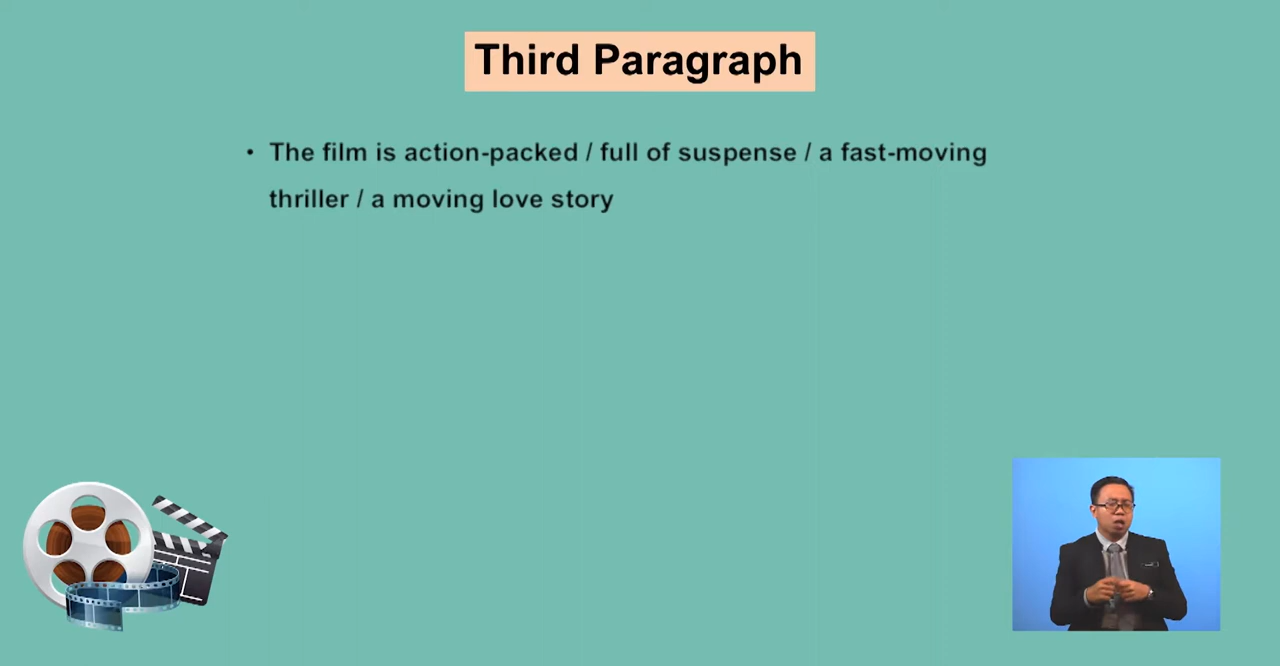 Third Paragraph
• The film is action-packed / full of suspense / a fast-moving
thriller / a moving love story